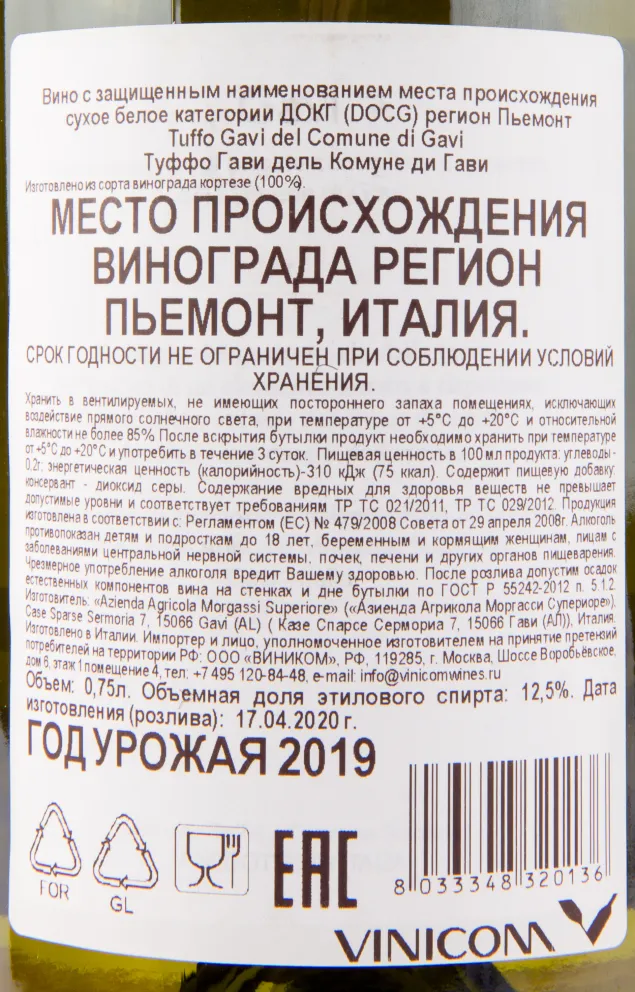 Вино с защищенным наименованием места происхождения
сухое белое категории ДОКГ (DOCG) регион Пьемонт
Tuffo Gavi del Comune di Gavi
Туффо Гави дель Комуне ди Гави
Изготовлено из сорта винограда кортезе (100%).
МЕСТО ПРОИСХОЖДЕНИЯ
ВИНОГРАДА РЕГИОН
ПЬЕМОНТ, ИТАЛИЯ.
СРОК ГОДНОСТИ НЕ ОГРАНИЧЕН ПРИ СОБЛЮДЕНИИ УСЛОВИЙ
ХРАНЕНИЯ.
Хранить в вентилируемых, не имеющих постороннего запаха помещениях, исключающих
воздействие прямого солнечного света, при температуре от +5°С до +20°С и относительной
влажности не более 85% После вскрытия бутылки продукт необходимо хранить при температуре
от +5°С до +20°С и употребить в течение 3 суток. Пищевая ценность в 100 мл продукта: углеводы-
0,2г; энергетическая ценность (калорийность)-310 кДж (75 ккал). Содержит пищевую добавку:
консервант - диоксид серы. Содержание вредных для здоровья веществ не превышает
допустимые уровни и соответствует требованиям ТР ТС 021/2011, ТР ТС 029/2012. Продукция
изготовлена в соответствии с: Регламентом (ЕС) № 479/2008 Совета от 29 апреля 2008г. Алкоголь
противопоказан детям и подросткам до 18 лет, беременным и кормящим женщинам, лицам с
заболеваниями центральной нервной системы, почек, печени и других органов пищеварения.
Чрезмерное употребление алкоголя вредит Вашему здоровью. После розлива допустим осадок
естественных компонентов вина на стенках и дне бутылки по ГОСТ Р 55242-2012 п. 5.1.2.
Изготовитель: «Azienda Agricola Morgassi Superiore» («Азиенда Агрикола Моргасси Супериоре»).
Case Sparse Sermoria 7, 15066 Gavi (AL) ( Казе Спарсе Сермориа 7, 15066 Гави (АЛ)), Италия.
Изготовлено в Италии. Импортер и лицо, уполномоченное изготовителем на принятие претензий
потребителей на территории РФ: ООО «ВИНИКОМ», РФ, 119285, г. Москва, Шоссе Воробьёвское,
дом 6, этаж 1 помещение 4, тел: +7 495 120-84-48, e-mail: info@vinicomwines.ru
Объем: 0,75л. Объемная доля этилового спирта: 12,5%. Дата
изготовления (розлива): 17.04.2020 г.
ГОД УРОЖАЯ 2019
FOR
GL
EAC
8 033348 320136
VINICOM